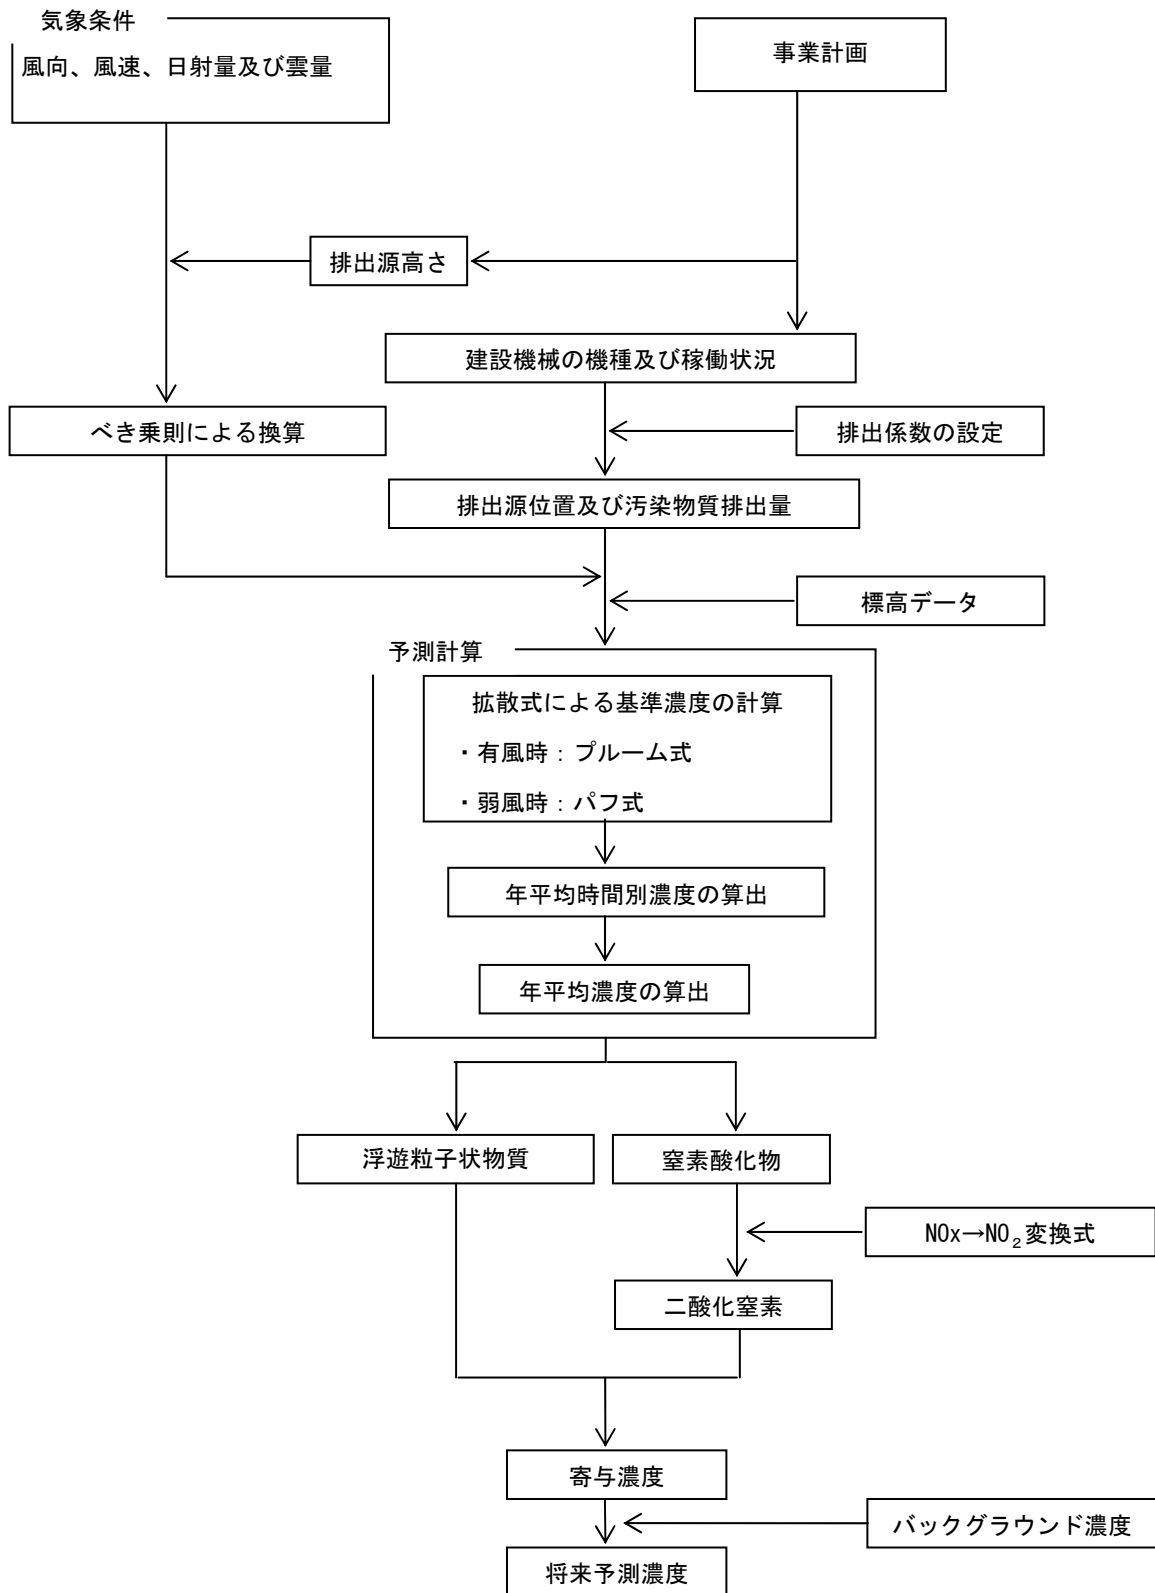 気象条件
風向、風速、日射量及び雲量
事業計画
排出源高さ
建設機械の機種及び稼働状況
べき乗則による換算
排出係数の設定
排出源位置及び汚染物質排出量
標高データ
予測計算
拡散式による基準濃度の計算
・有風時：プルーム式
・弱風時：パフ式
年平均時間別濃度の算出
年平均濃度の算出
浮遊粒子状物質
窒素酸化物
NOx→NO₂変換式
二酸化窒素
寄与濃度
バックグラウンド濃度
将来予測濃度